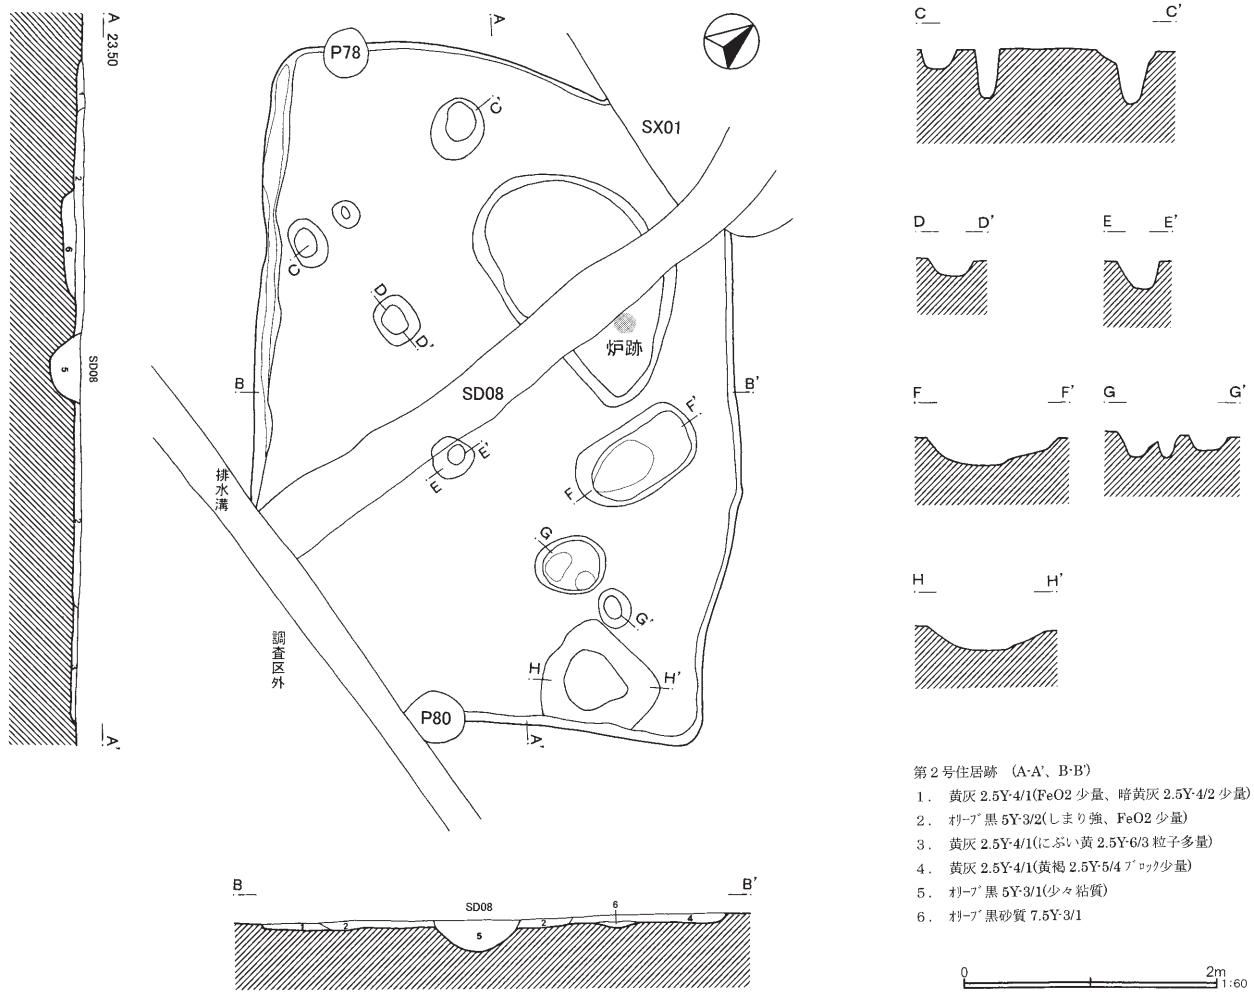 A 23.50
A
P78
SX01
C'
C
D
D'
炉跡
B
B'
SD08
SD08
E'
E
F'
F
排水溝
G
G'
調査区外
H
H'
P80
A'
A'
2
6
5
2
B
B'
SD08
6
1
2
5
2
4
C
C'
D
D'
E
E'
F
F'
G
G'
H
H'
第2号住居跡 (A-A'、B-B')
1. 黄灰 2.5Y-4/1(FeO2 少量、暗黄灰 2.5Y-4/2 少量)
2. ｵﾘｰﾌﾞ黒 5Y-3/2(しまり強、FeO2 少量)
3. 黄灰 2.5Y-4/1(にぶい黄 2.5Y-6/3 粒子多量)
4. 黄灰 2.5Y-4/1(黄褐 2.5Y-5/4 ﾌﾞﾛｯｸ少量)
5. ｵﾘｰﾌﾞ黒 5Y-3/1(少々粘質)
6. ｵﾘｰﾌﾞ黒砂質 7.5Y-3/1
0 2m
1:60